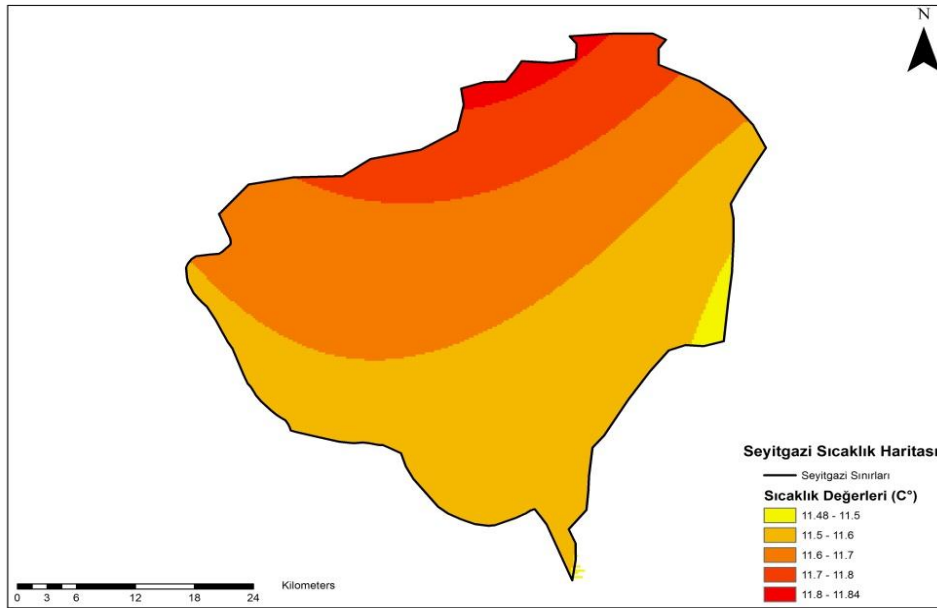 N
Seyitgazi Sıcaklık Haritası
Seyitgazi Sınırları
Sıcaklık Değerleri (C°)
11.48 - 11.5
11.5 - 11.6
11.6 - 11.7
11.7 - 11.8
11.8 - 11.84
Kilometers
0 3 6 12 18 24